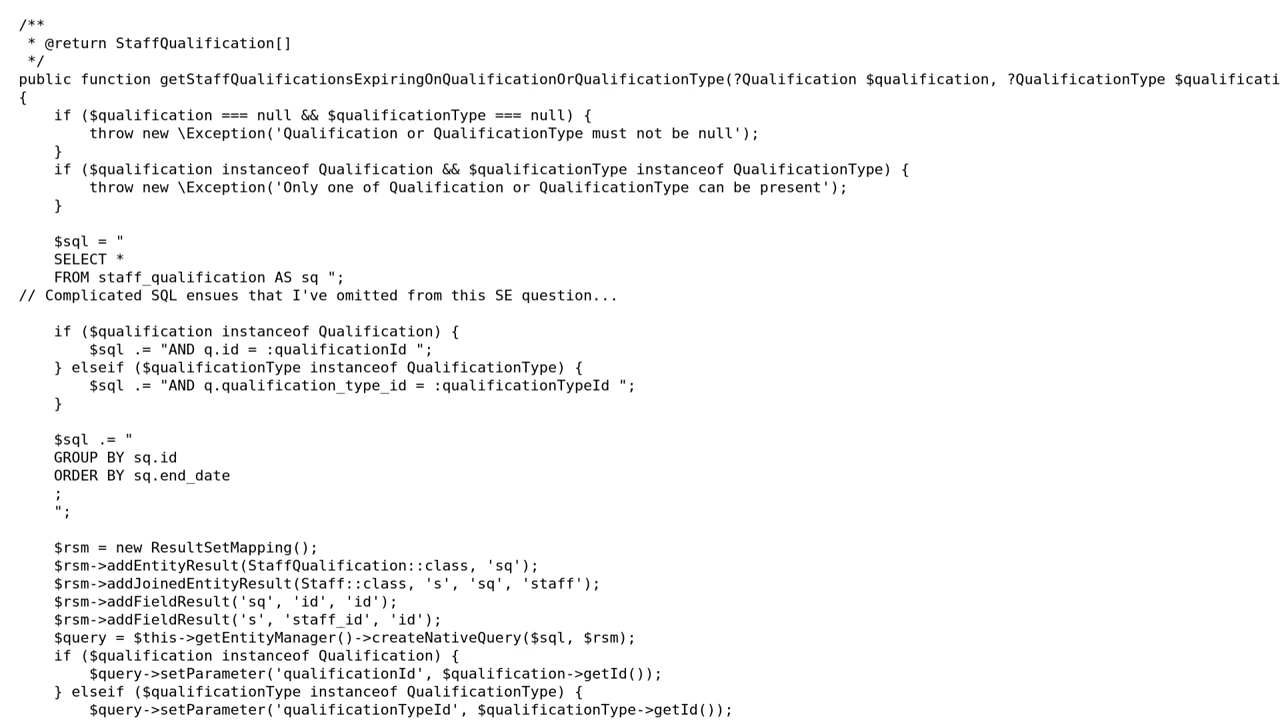 /**
 * @return StaffQualification[]
 */
public function getStaffQualificationsExpiringOnQualificationOrQualificationType(?Qualification $qualification, ?QualificationType $qualificati
{
    if ($qualification === null && $qualificationType === null) {
        throw new \Exception('Qualification or QualificationType must not be null');
    }
    if ($qualification instanceof Qualification && $qualificationType instanceof QualificationType) {
        throw new \Exception('Only one of Qualification or QualificationType can be present');
    }

    $sql = "
    SELECT *
    FROM staff_qualification AS sq ";
// Complicated SQL ensues that I've omitted from this SE question...

    if ($qualification instanceof Qualification) {
        $sql .= "AND q.id = :qualificationId ";
    } elseif ($qualificationType instanceof QualificationType) {
        $sql .= "AND q.qualification_type_id = :qualificationTypeId ";
    }

    $sql .= "
    GROUP BY sq.id
    ORDER BY sq.end_date
    ;
    ";

    $rsm = new ResultSetMapping();
    $rsm->addEntityResult(StaffQualification::class, 'sq');
    $rsm->addJoinedEntityResult(Staff::class, 's', 'sq', 'staff');
    $rsm->addFieldResult('sq', 'id', 'id');
    $rsm->addFieldResult('s', 'staff_id', 'id');
    $query = $this->getEntityManager()->createNativeQuery($sql, $rsm);
    if ($qualification instanceof Qualification) {
        $query->setParameter('qualificationId', $qualification->getId());
    } elseif ($qualificationType instanceof QualificationType) {
        $query->setParameter('qualificationTypeId', $qualificationType->getId());